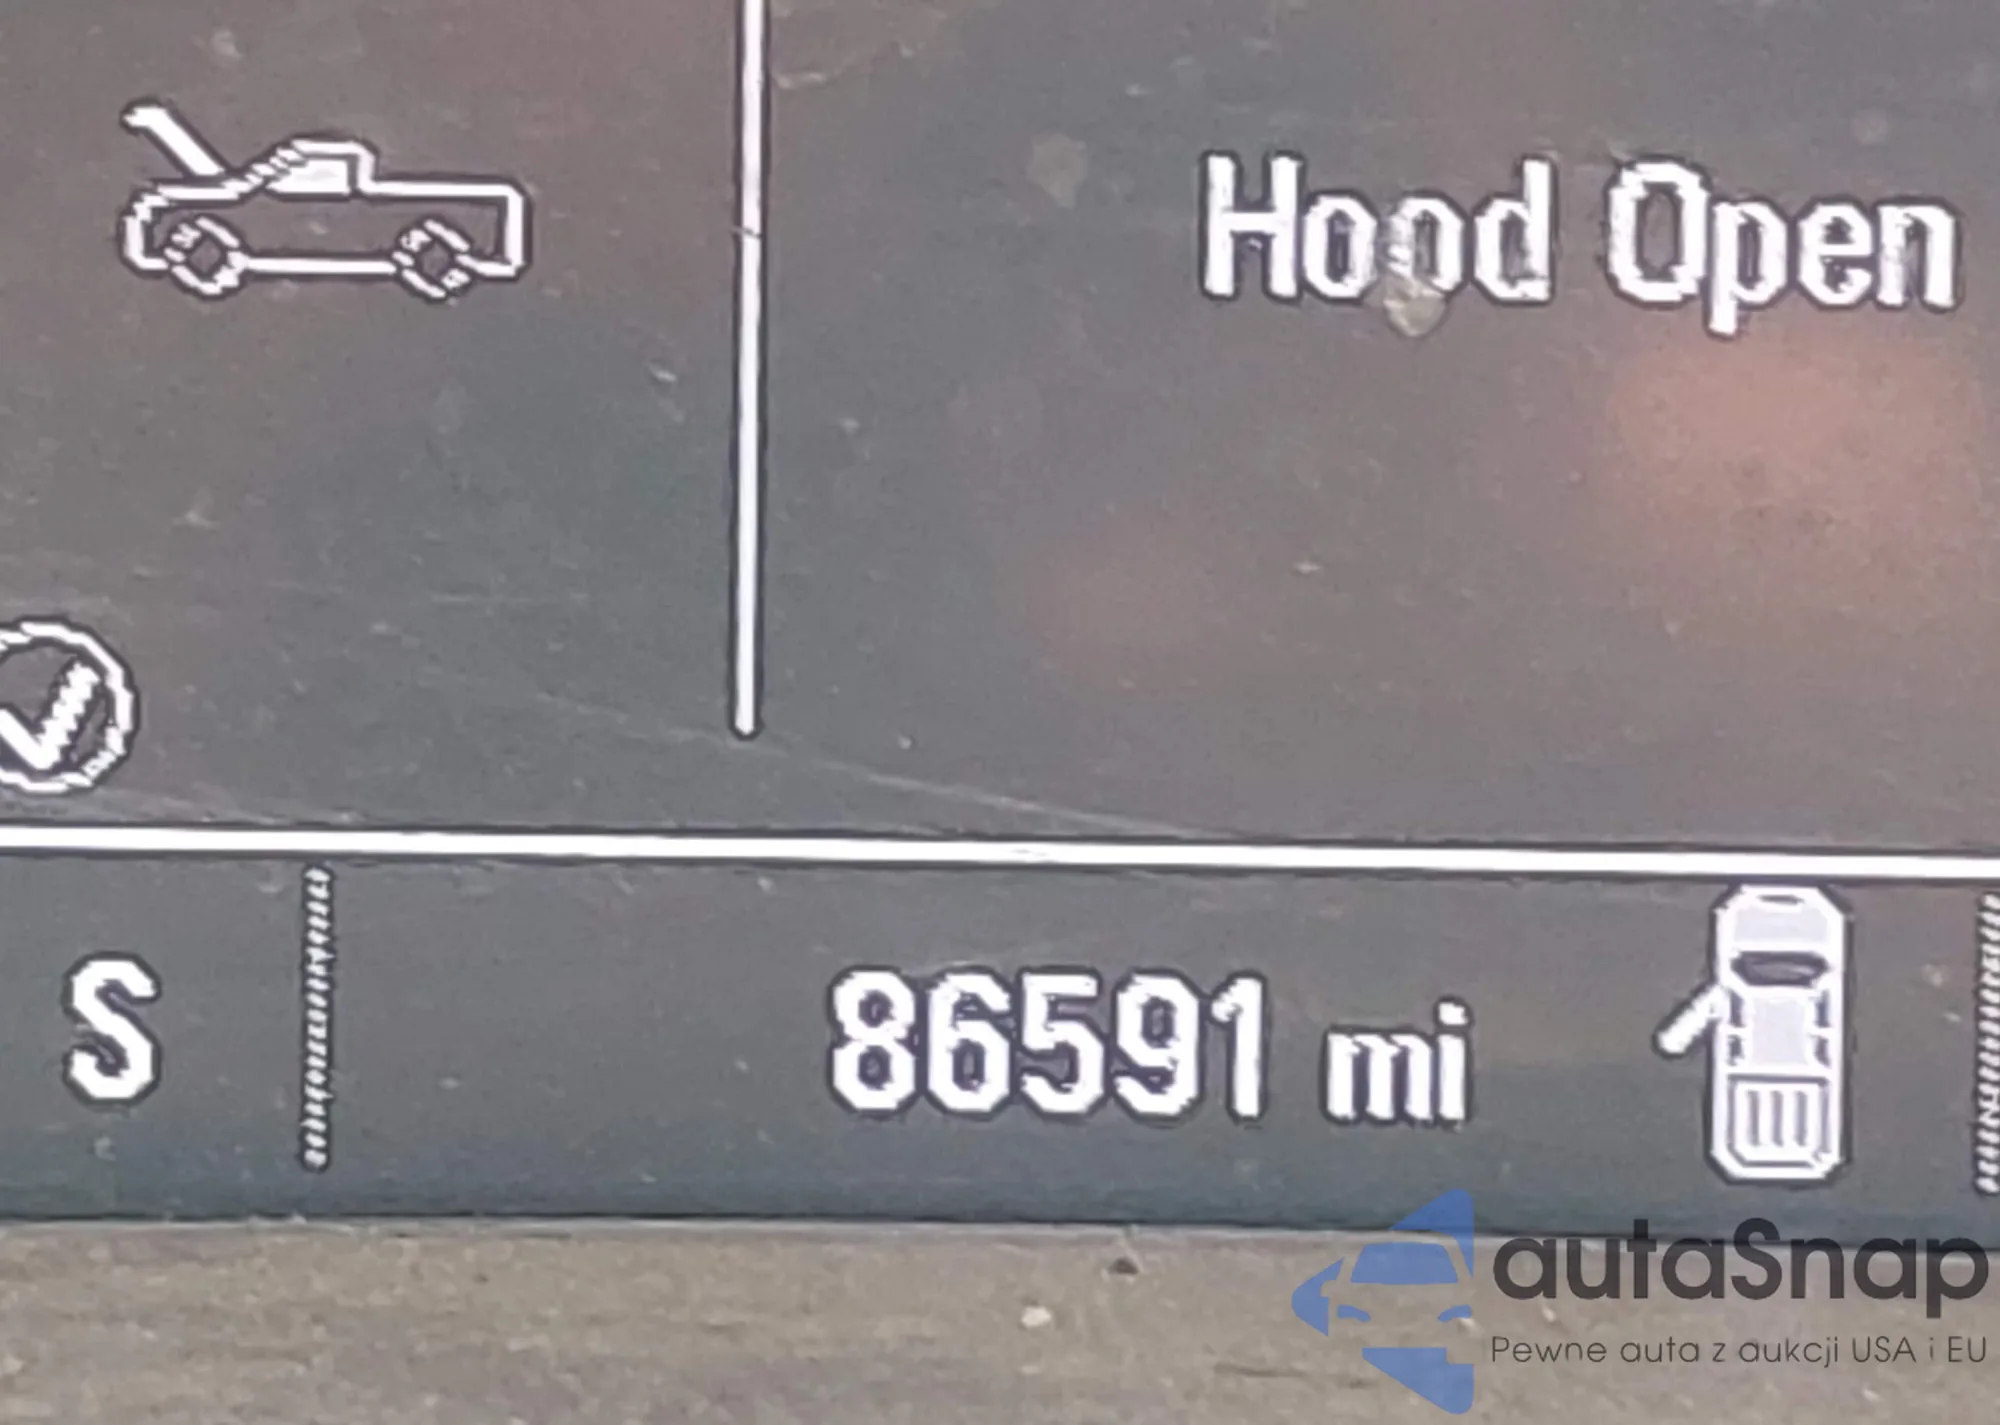 Hood Open
S
86591 mi
autaSnap
Pewne auta z aukcji USA i EU